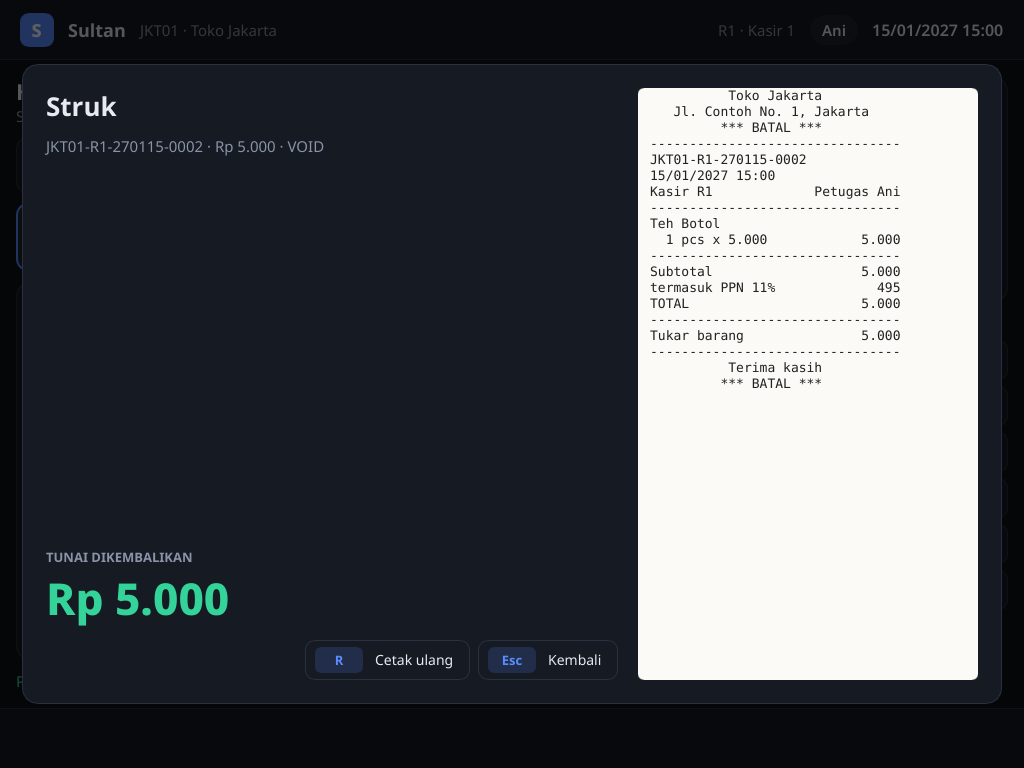 S Sultan JKT01 · Toko Jakarta R1 · Kasir 1 Ani 15/01/2027 15:00
Struk
JKT01-R1-270115-0002 · Rp 5.000 · VOID
TUNAI DIKEMBALIKAN
Rp 5.000
R Cetak ulang Esc Kembali
Toko Jakarta
Jl. Contoh No. 1, Jakarta
*** BATAL ***
--------------------------------
JKT01-R1-270115-0002
15/01/2027 15:00
Kasir R1 Petugas Ani
--------------------------------
Teh Botol
1 pcs x 5.000 5.000
--------------------------------
Subtotal 5.000
termasuk PPN 11% 495
TOTAL 5.000
--------------------------------
Tukar barang 5.000
--------------------------------
Terima kasih
*** BATAL ***